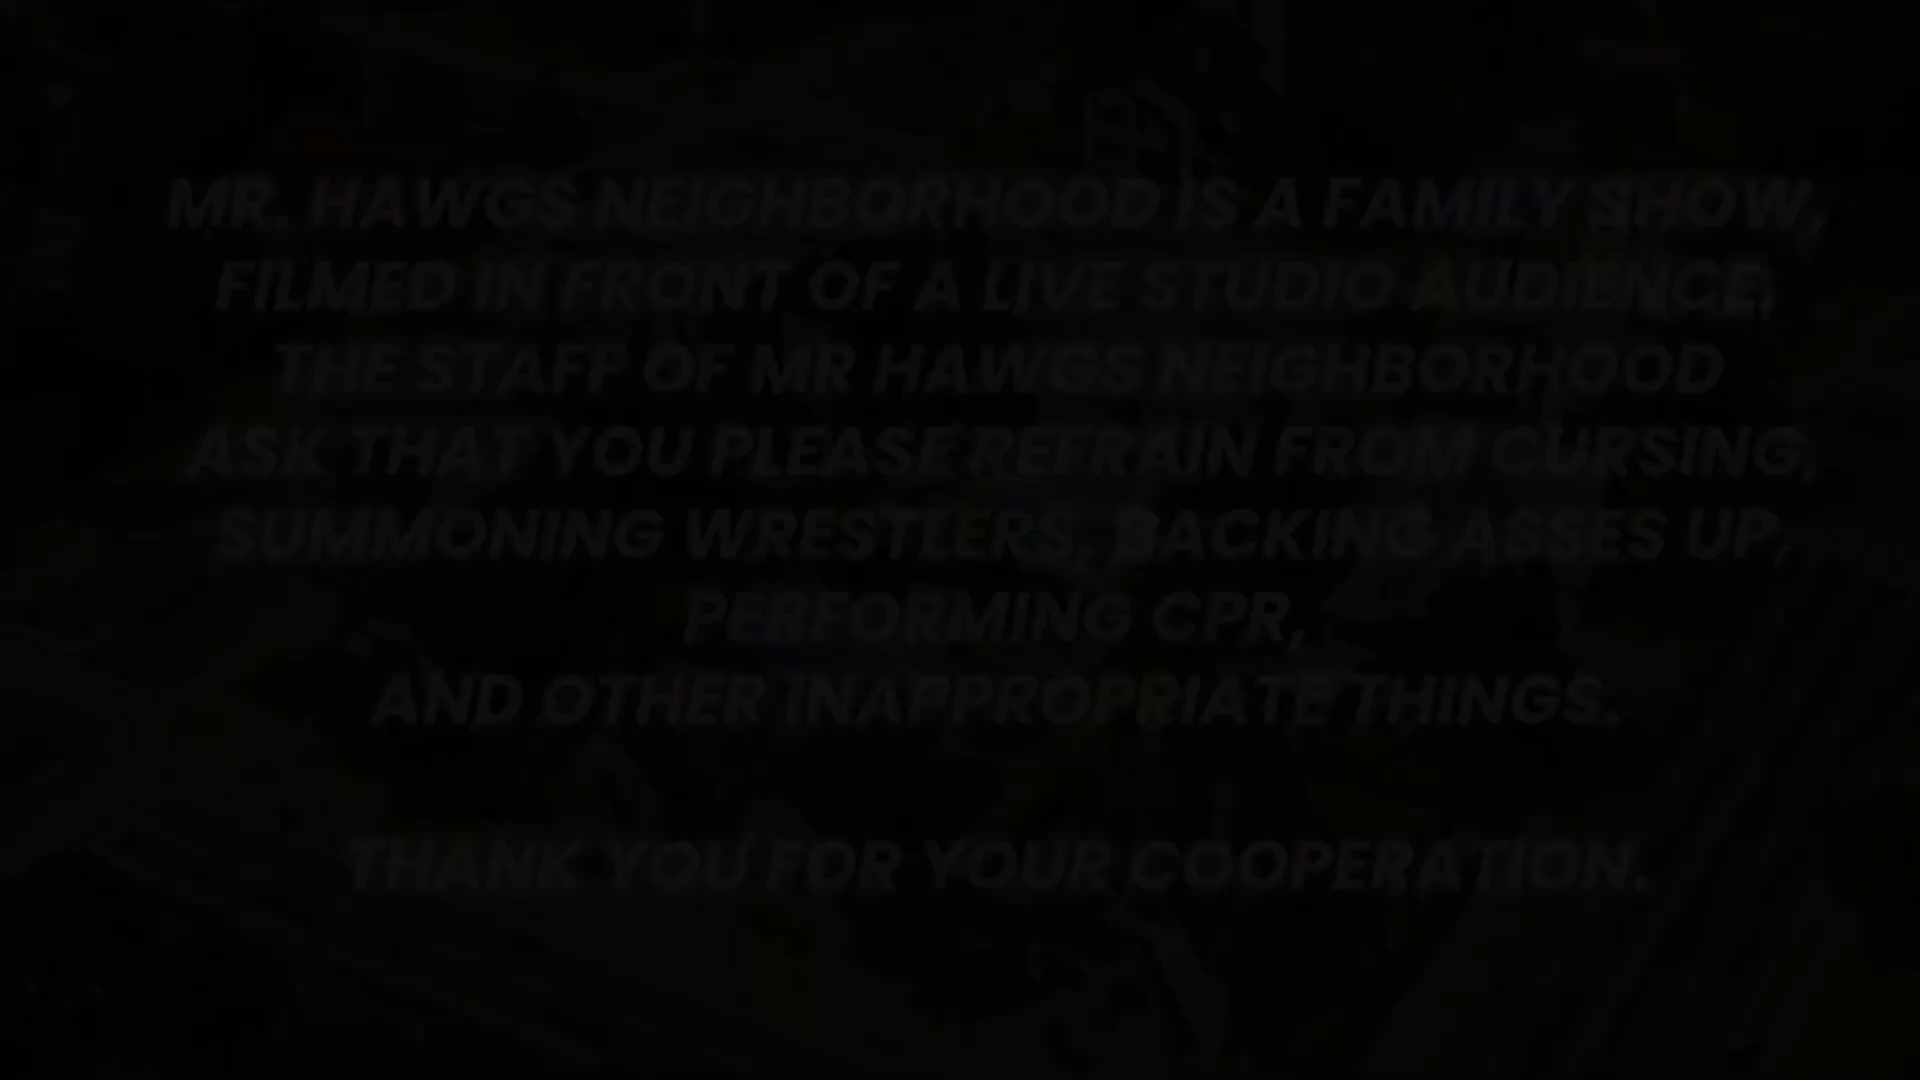 MR. HAWGS NEIGHBORHOOD IS A FAMILY SHOW,
FILMED IN FRONT OF A LIVE STUDIO AUDIENCE,
THE STAFF OF MR HAWGS NEIGHBORHOOD
ASK THAT YOU PLEASE REFRAIN FROM CURSING,
SUMMONING WRESTLERS, BACKING ASSES UP,
PERFORMING CPR,
AND OTHER INAPPROPRIATE THINGS.
THANK YOU FOR YOUR COOPERATION.